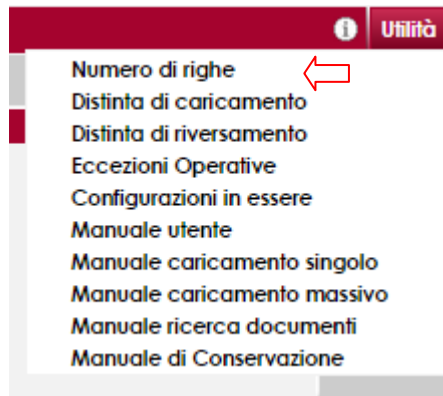 Utilità
Numero di righe
Distinta di caricamento
Distinta di riversamento
Eccezioni Operative
Configurazioni in essere
Manuale utente
Manuale caricamento singolo
Manuale caricamento massivo
Manuale ricerca documenti
Manuale di Conservazione